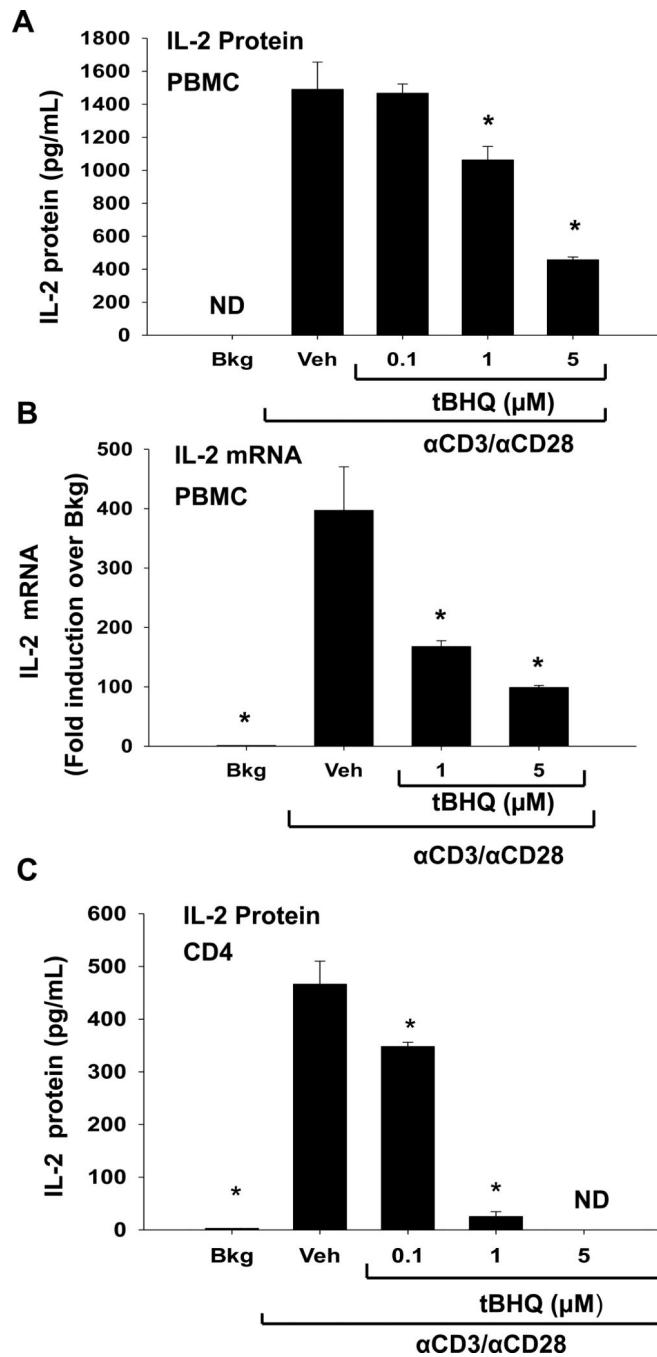 A
IL-2 Protein
PBMC
IL-2 protein (pg/mL)
1800
1600
1400
1200
1000
800
600
400
200
0
ND
*
*
Bkg Veh 0.1 1 5
tBHQ (µM)
αCD3/αCD28
B
IL-2 mRNA
PBMC
IL-2 mRNA
(Fold induction over Bkg)
500
400
300
200
100
0
*
*
*
Bkg Veh 1 5
tBHQ (µM)
αCD3/αCD28
C
IL-2 Protein
CD4
IL-2 protein (pg/mL)
600
500
400
300
200
100
0
*
*
*
ND
Bkg Veh 0.1 1 5
tBHQ (µM)
αCD3/αCD28